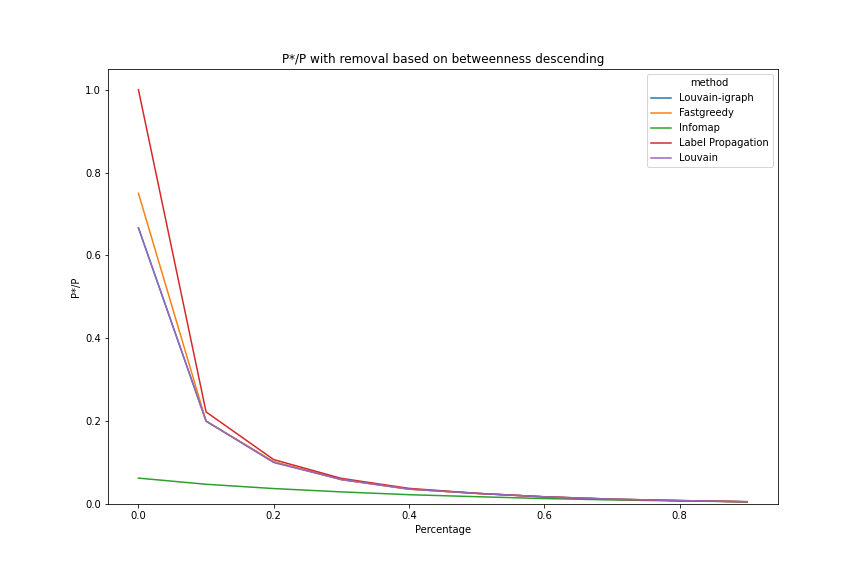 P*/P with removal based on betweenness descending
method
Louvain-igraph
Fastgreedy
Infomap
Label Propagation
Louvain
1.0
0.8
0.6
0.4
0.2
0.0
P*/P
0.0 0.2 0.4 0.6 0.8
Percentage